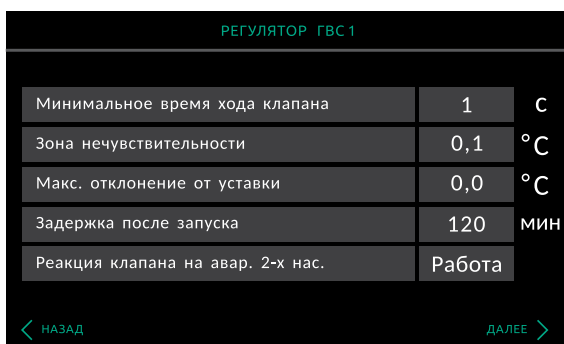 РЕГУЛЯТОР ГВС 1
Минимальное время хода клапана 1 с
Зона нечувствительности 0,1 °С
Макс. отклонение от уставки 0,0 °С
Задержка после запуска 120 мин
Реакция клапана на авар. 2-х нас. Работа
НАЗАД ДАЛЕЕ